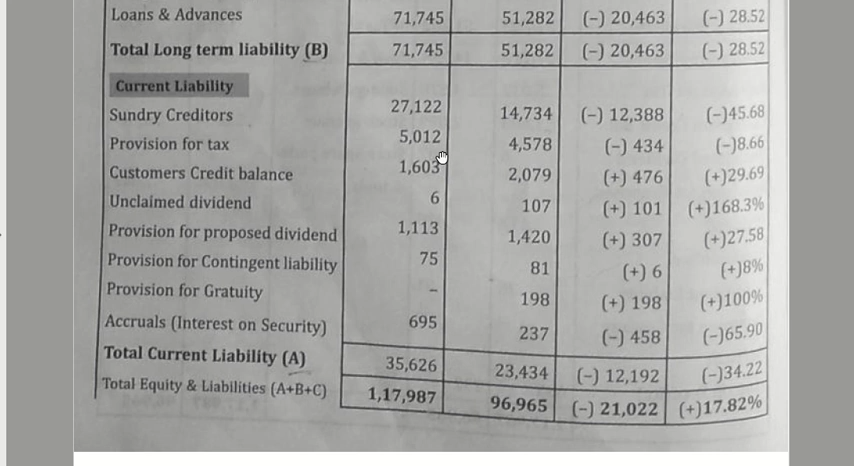 Loans & Advances 71,745 51,282 (–) 20,463 (–) 28.52
Total Long term liability (B) 71,745 51,282 (–) 20,463 (–) 28.52
Current Liability
Sundry Creditors 27,122 14,734 (–) 12,388 (–)45.68
Provision for tax 5,012 4,578 (–) 434 (–)8.66
Customers Credit balance 1,603 2,079 (+) 476 (+)29.69
Unclaimed dividend 6 107 (+) 101 (+)168.3%
Provision for proposed dividend 1,113 1,420 (+) 307 (+)27.58
Provision for Contingent liability 75 81 (+) 6 (+)8%
Provision for Gratuity – 198 (+) 198 (+)100%
Accruals (Interest on Security) 695 237 (–) 458 (–)65.90
Total Current Liability (A) 35,626 23,434 (–) 12,192 (–)34.22
Total Equity & Liabilities (A+B+C) 1,17,987 96,965 (–) 21,022 (+)17.82%